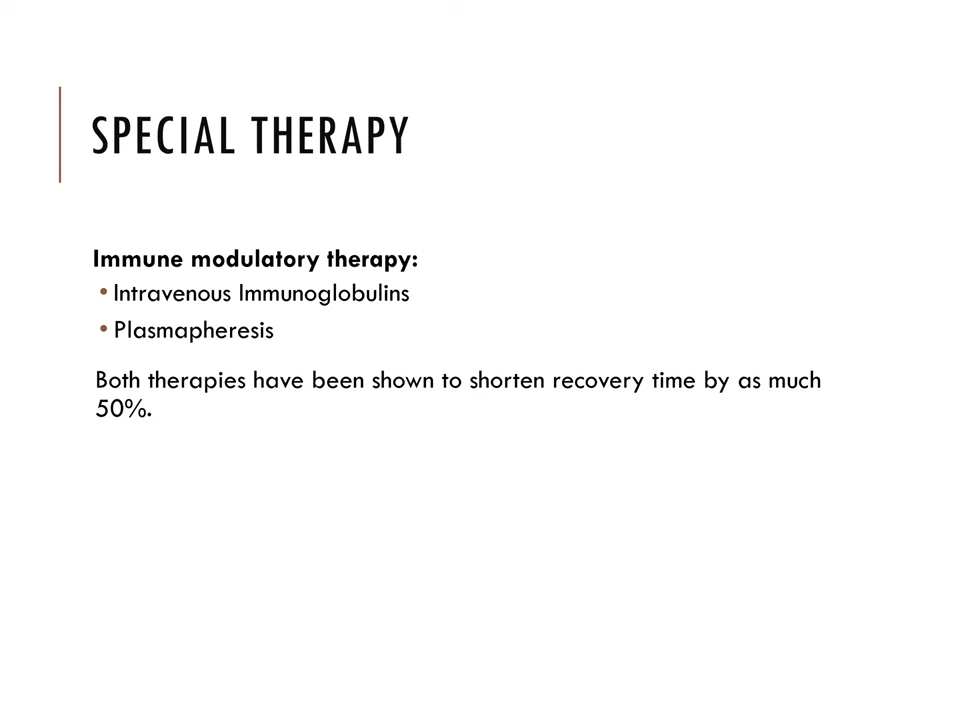 SPECIAL THERAPY
Immune modulatory therapy:
• Intravenous Immunoglobulins
• Plasmapheresis
Both therapies have been shown to shorten recovery time by as much
50%.